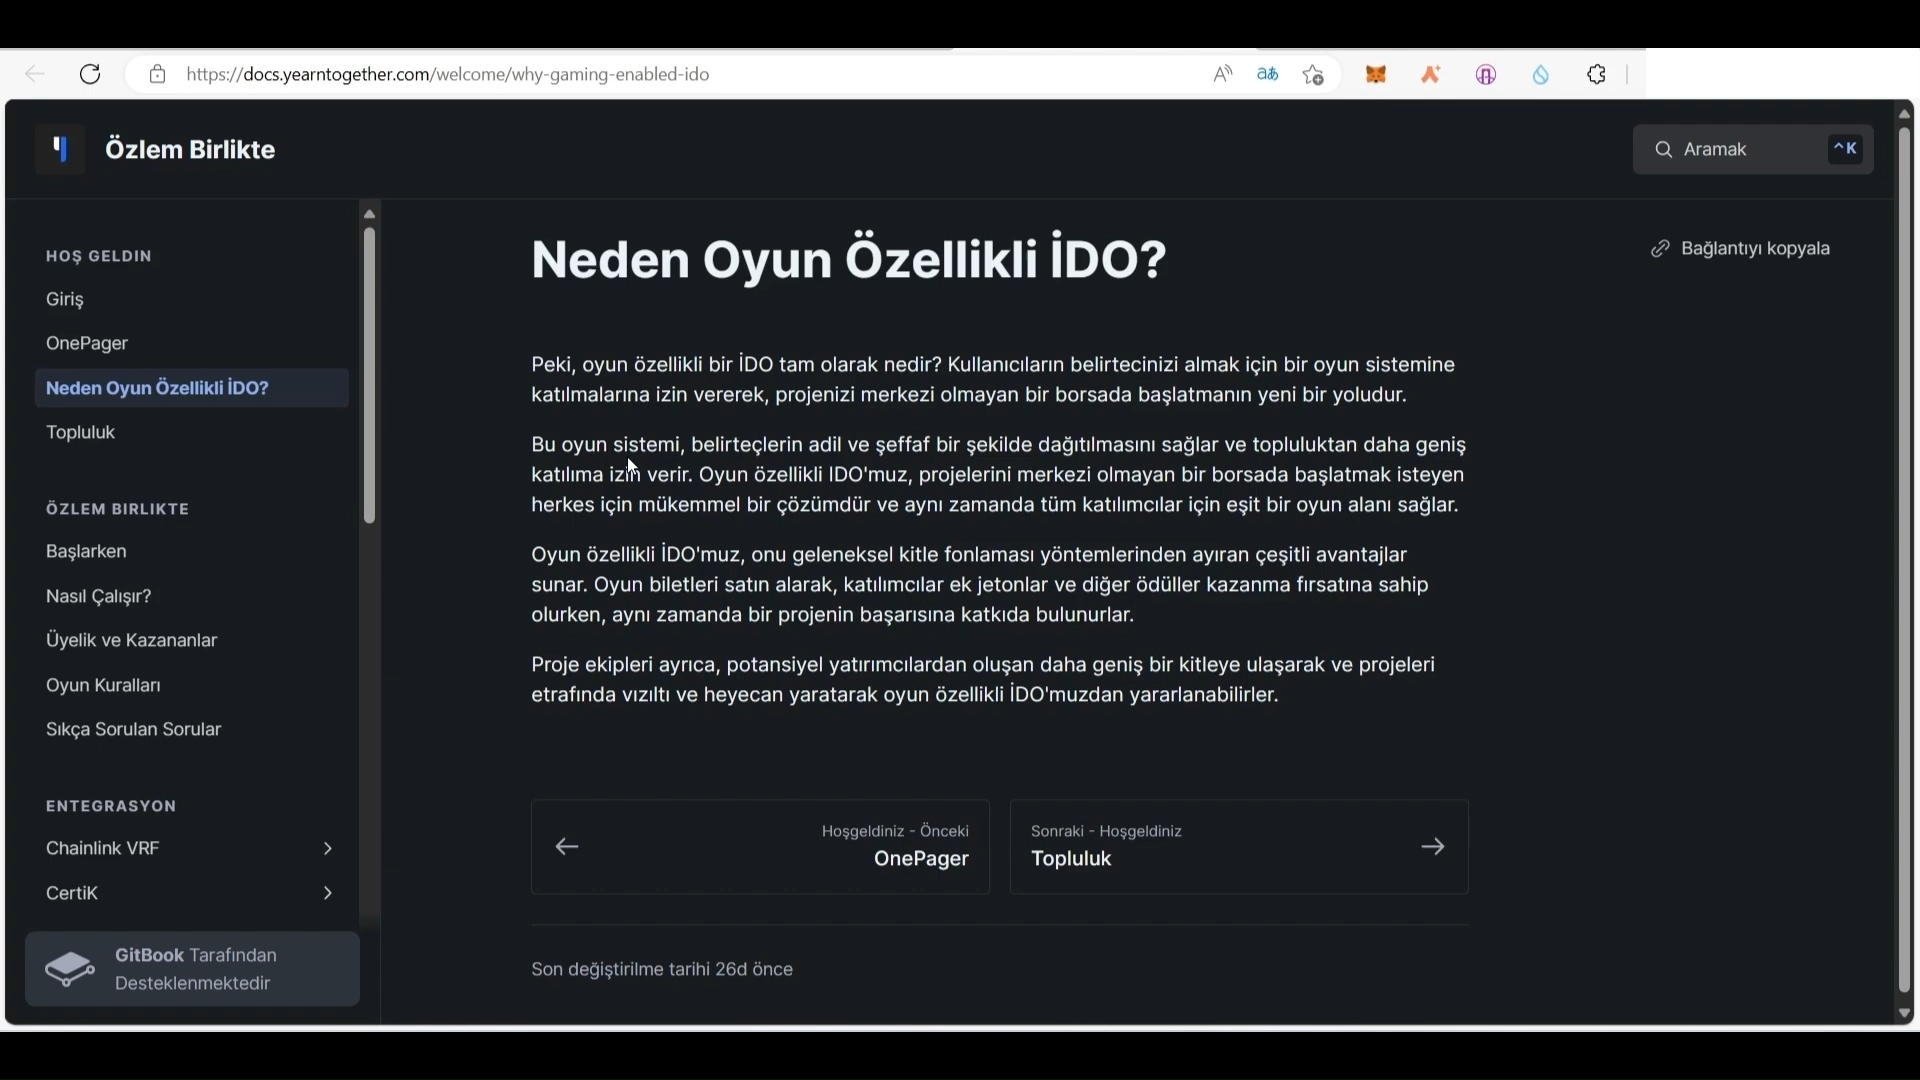 https://docs.yearntogether.com/welcome/why-gaming-enabled-ido
Özlem Birlikte
Aramak
^K
HOŞ GELDIN
Giriş
OnePager
Neden Oyun Özellikli İDO?
Topluluk
ÖZLEM BIRLIKTE
Başlarken
Nasıl Çalışır?
Üyelik ve Kazananlar
Oyun Kuralları
Sıkça Sorulan Sorular
ENTEGRASYON
Chainlink VRF
CertiK
GitBook Tarafından
Desteklenmektedir
Neden Oyun Özellikli İDO?
Bağlantıyı kopyala
Peki, oyun özellikli bir İDO tam olarak nedir? Kullanıcıların belirtecinizi almak için bir oyun sistemine
katılmalarına izin vererek, projenizi merkezi olmayan bir borsada başlatmanın yeni bir yoludur.
Bu oyun sistemi, belirteçlerin adil ve şeffaf bir şekilde dağıtılmasını sağlar ve topluluktan daha geniş
katılıma izin verir. Oyun özellikli IDO'muz, projelerini merkezi olmayan bir borsada başlatmak isteyen
herkes için mükemmel bir çözümdür ve aynı zamanda tüm katılımcılar için eşit bir oyun alanı sağlar.
Oyun özellikli İDO'muz, onu geleneksel kitle fonlaması yöntemlerinden ayıran çeşitli avantajlar
sunar. Oyun biletleri satın alarak, katılımcılar ek jetonlar ve diğer ödüller kazanma fırsatına sahip
olurken, aynı zamanda bir projenin başarısına katkıda bulunurlar.
Proje ekipleri ayrıca, potansiyel yatırımcılardan oluşan daha geniş bir kitleye ulaşarak ve projeleri
etrafında vızıltı ve heyecan yaratarak oyun özellikli İDO'muzdan yararlanabilirler.
Hoşgeldiniz - Önceki
OnePager
Sonraki - Hoşgeldiniz
Topluluk
Son değiştirilme tarihi 26d önce